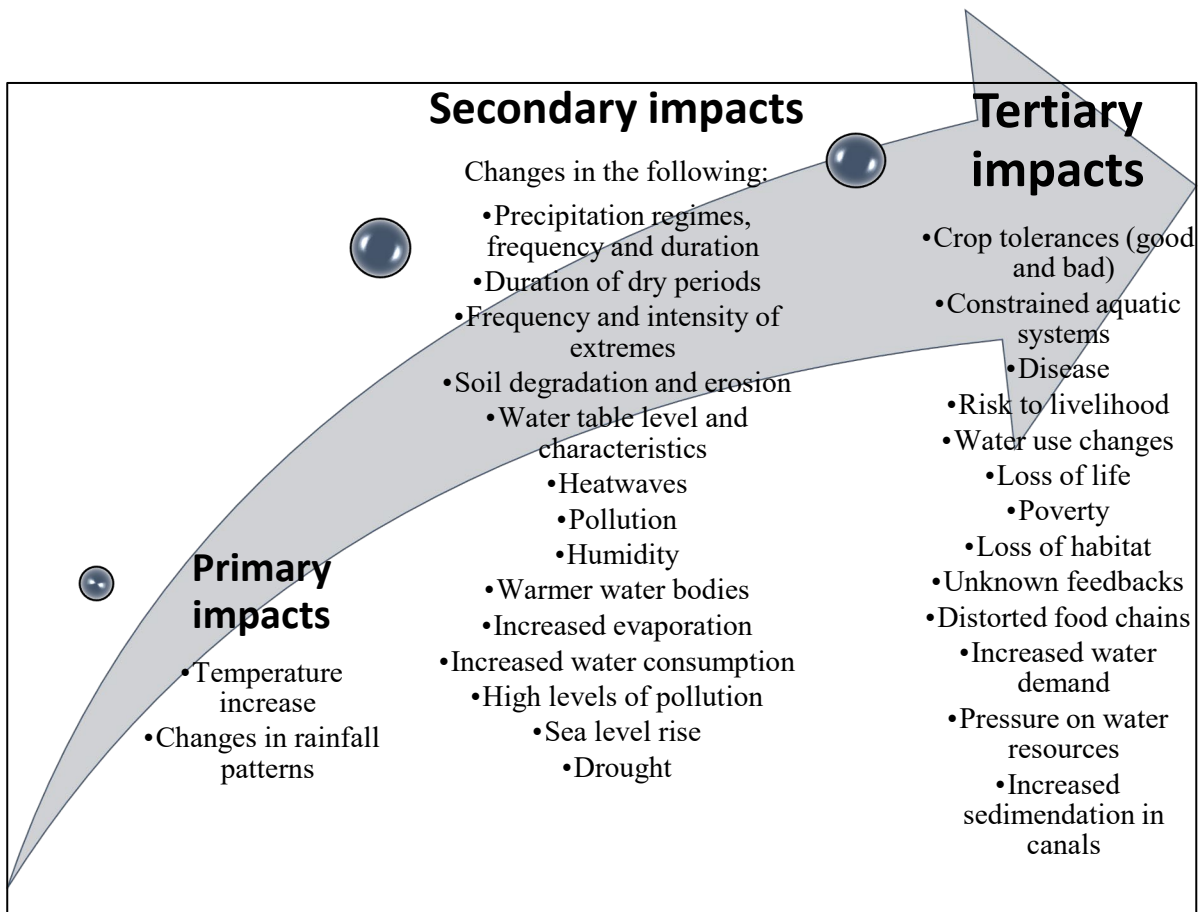 Primary
impacts
•Temperature
increase
•Changes in rainfall
patterns
Secondary impacts
Changes in the following:
•Precipitation regimes,
frequency and duration
•Duration of dry periods
•Frequency and intensity of
extremes
•Soil degradation and erosion
•Water table level and
characteristics
•Heatwaves
•Pollution
•Humidity
•Warmer water bodies
•Increased evaporation
•Increased water consumption
•High levels of pollution
•Sea level rise
•Drought
Tertiary
impacts
•Crop tolerances (good
and bad)
•Constrained aquatic
systems
•Disease
•Risk to livelihood
•Water use changes
•Loss of life
•Poverty
•Loss of habitat
•Unknown feedbacks
•Distorted food chains
•Increased water
demand
•Pressure on water
resources
•Increased
sedimendation in
canals